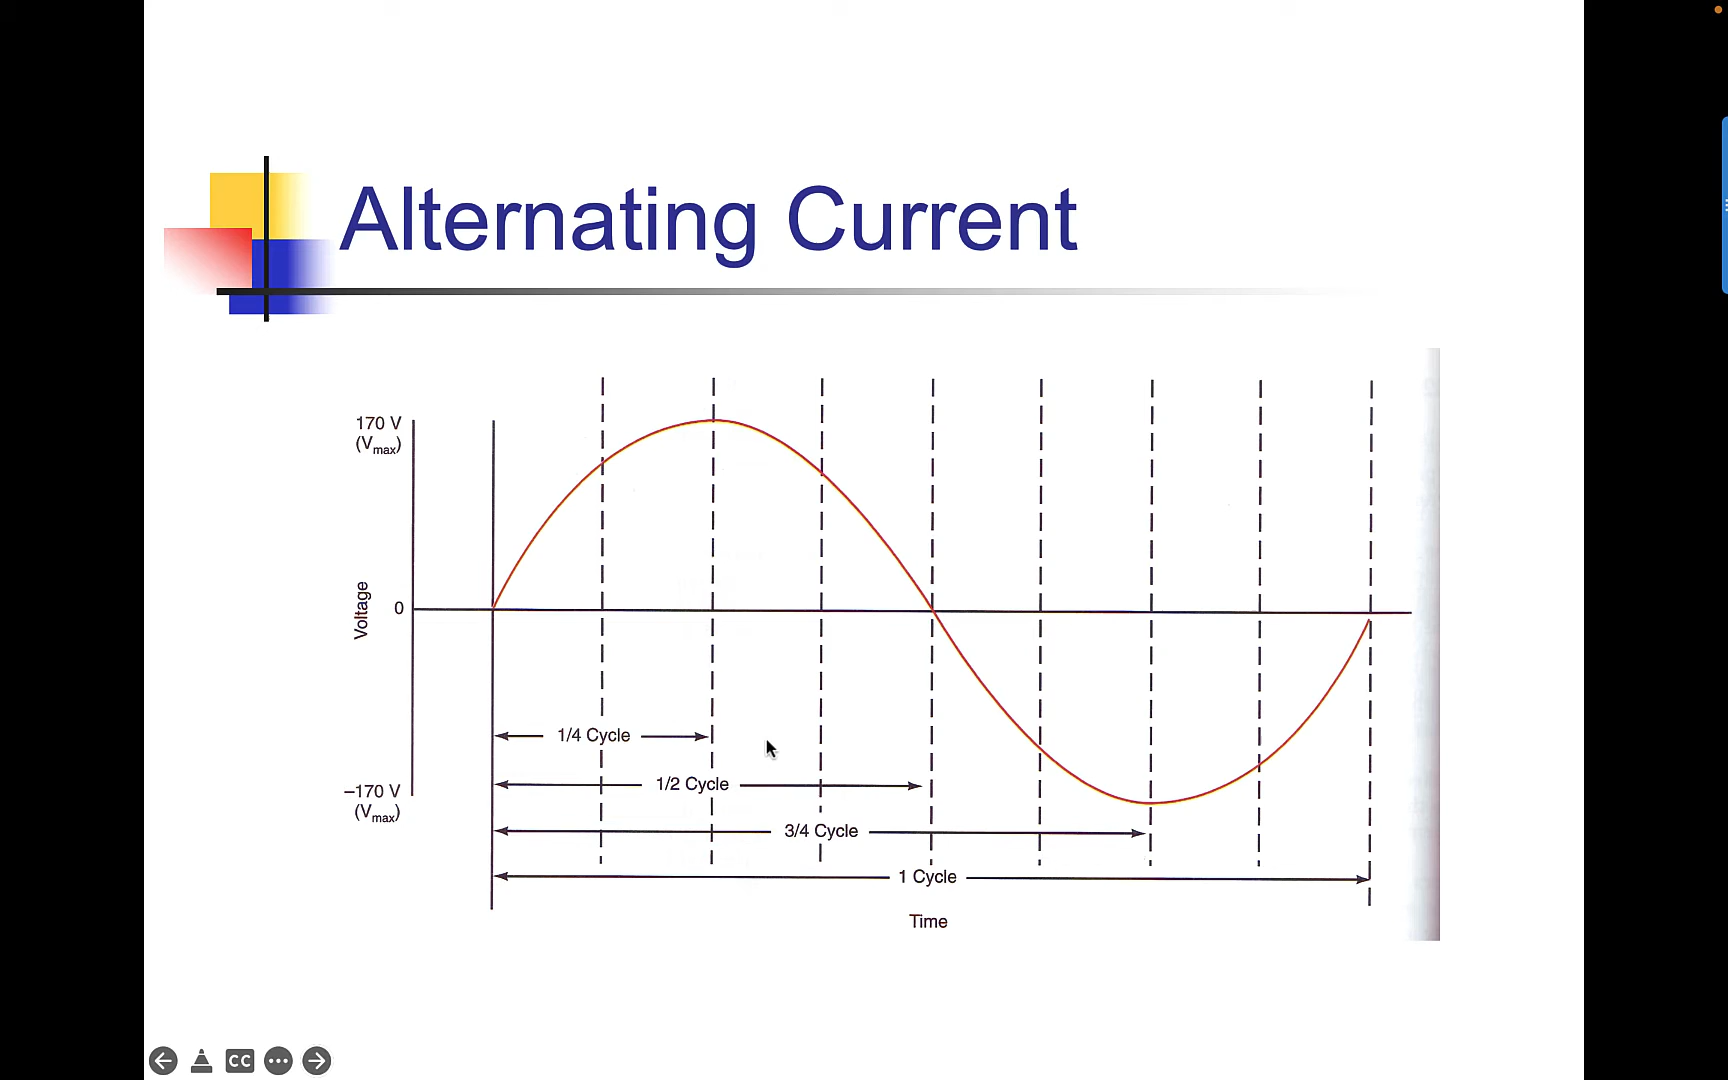 Alternating Current
170 V
(Vmax)
0
Voltage
1/4 Cycle
1/2 Cycle
–170 V
(Vmax)
3/4 Cycle
1 Cycle
Time
CC